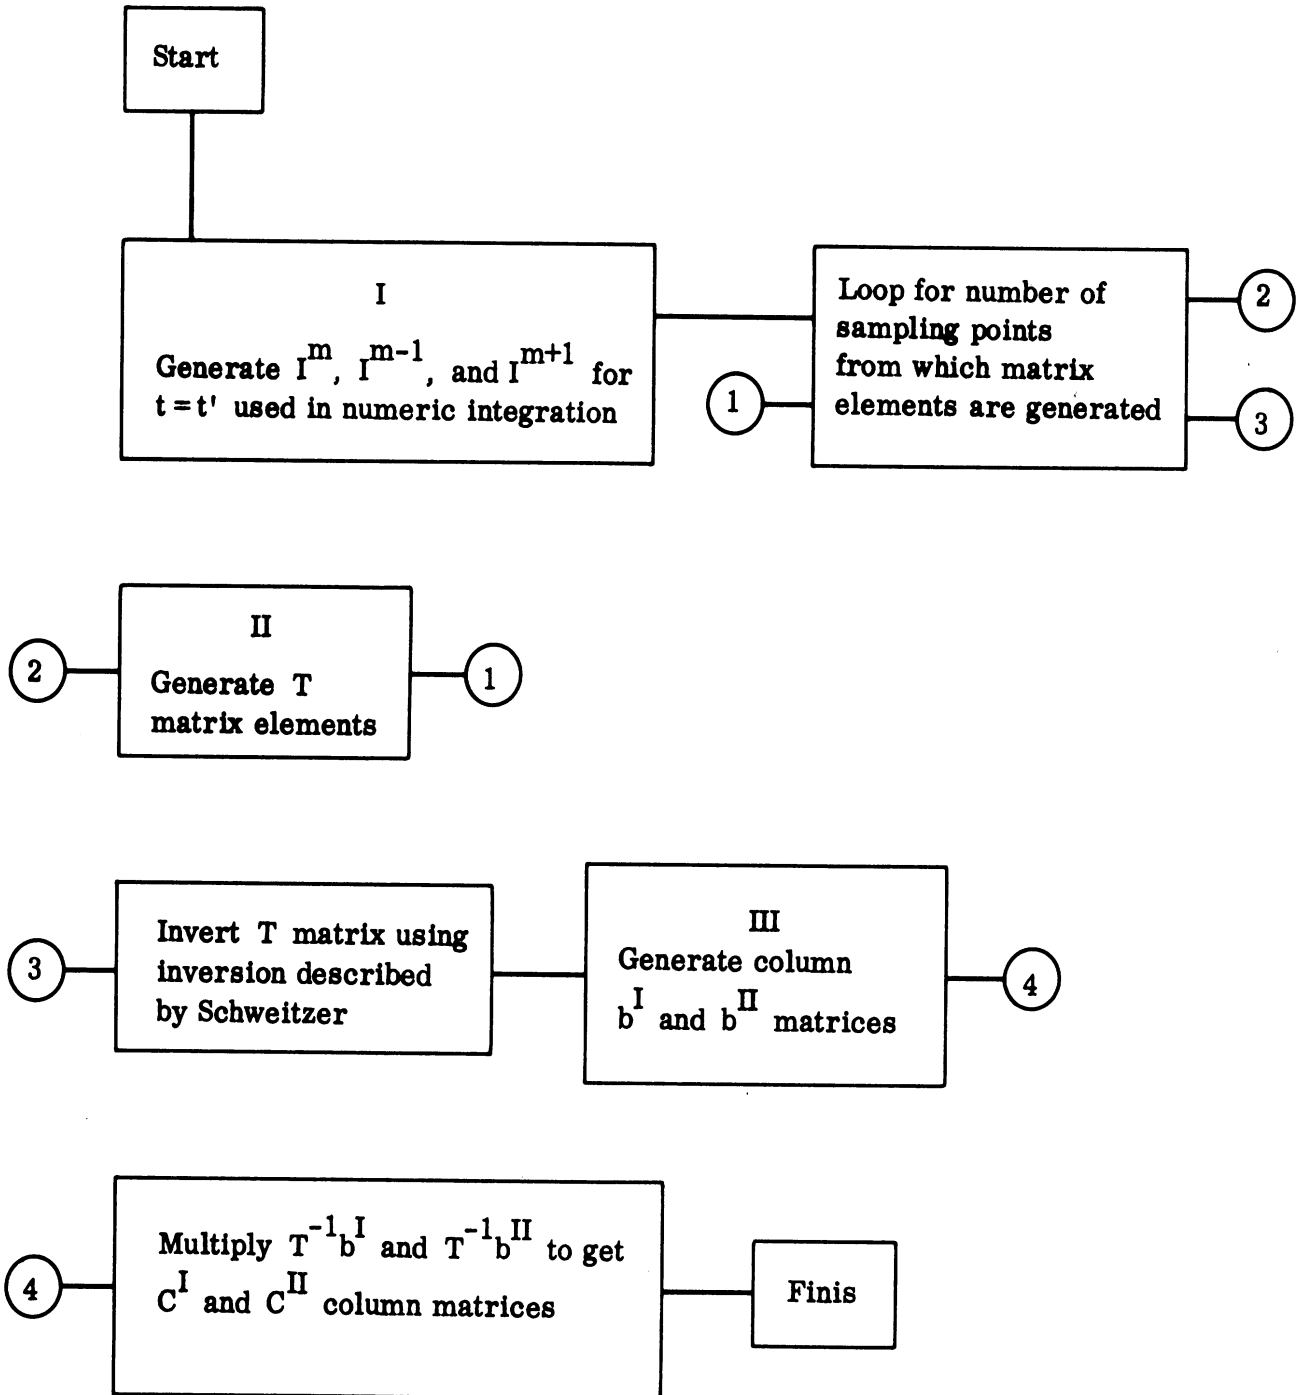 Start
I
Generate I^m, I^m-1, and I^m+1 for
t = t' used in numeric integration
Loop for number of
sampling points
from which matrix
elements are generated
1
2
3
2
II
Generate T
matrix elements
1
3
Invert T matrix using
inversion described
by Schweitzer
III
Generate column
b^I and b^II matrices
4
4
Multiply T^-1 b^I and T^-1 b^II to get
C^I and C^II column matrices
Finis